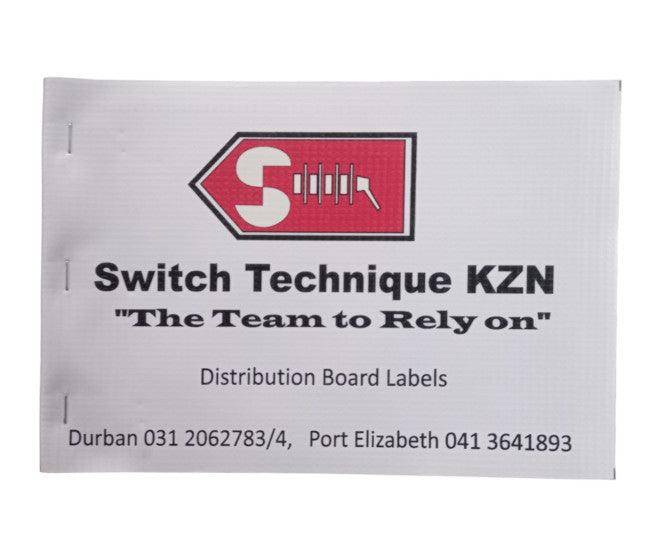 Switch Technique KZN
"The Team to Rely on"
Distribution Board Labels
Durban 031 2062783/4, Port Elizabeth 041 3641893